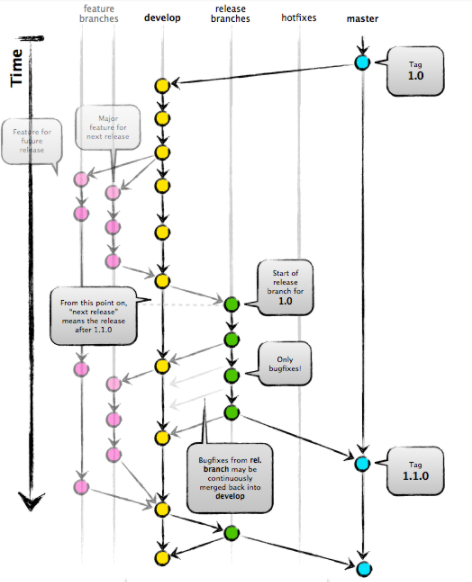 feature
branches
develop
release
branches
hotfixes
master
Time
Tag
1.0
Feature for
future
release
Major
feature for
next release
Start of
release
branch for
1.0
From this point on,
"next release"
means the release
after 1.1.0
Only
bugfixes!
Bugfixes from rel.
branch may be
continuously
merged back into
develop
Tag
1.1.0